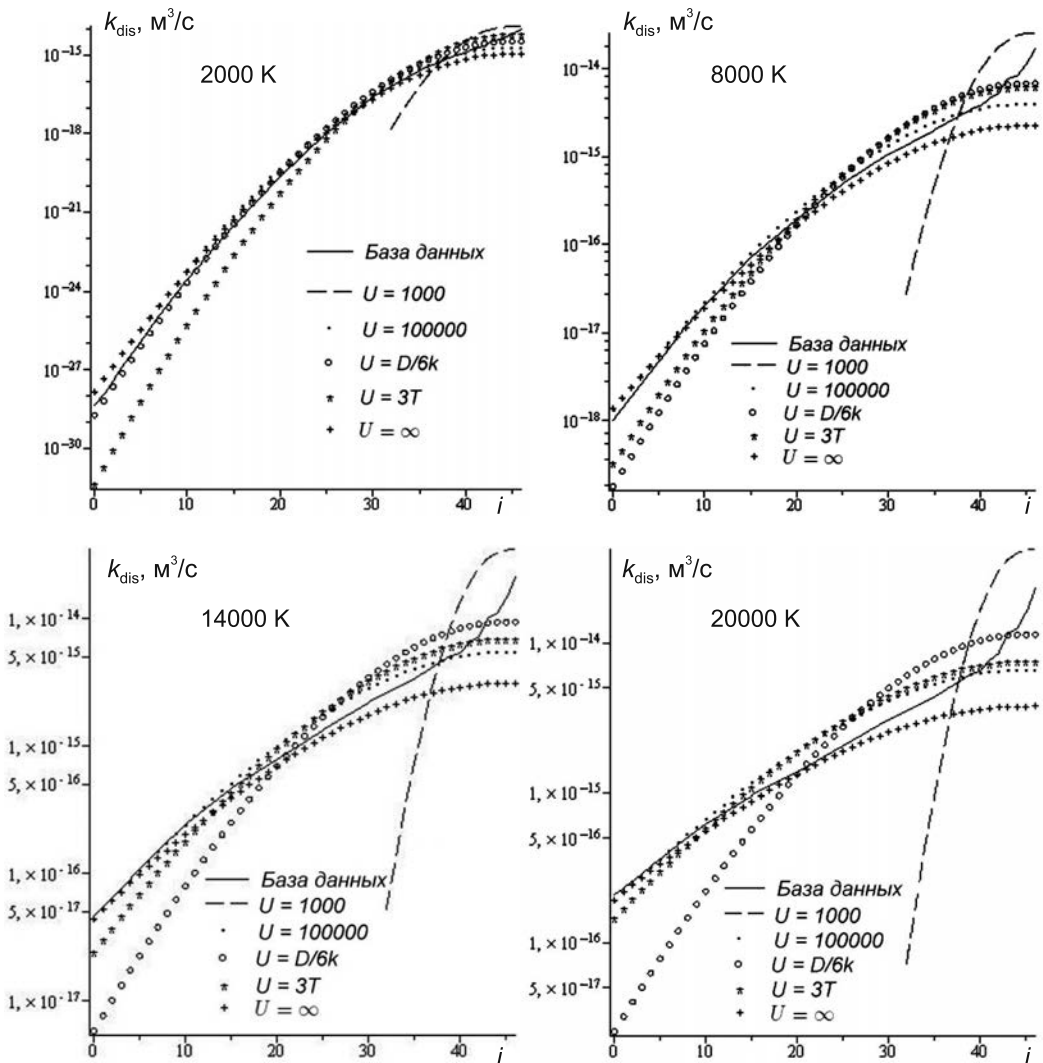 k_dis, м³/с
2000 K
10⁻¹⁵
10⁻¹⁸
10⁻²¹
10⁻²⁴
10⁻²⁷
10⁻³⁰
База данных
U = 1000
U = 100000
U = D/6k
U = 3T
U = ∞
0 10 20 30 40 i
k_dis, м³/с
8000 K
10⁻¹⁴
10⁻¹⁵
10⁻¹⁶
10⁻¹⁷
10⁻¹⁸
База данных
U = 1000
U = 100000
U = D/6k
U = 3T
U = ∞
0 10 20 30 40 i
k_dis, м³/с
14000 K
1, × 10⁻¹⁴
5, × 10⁻¹⁵
1, × 10⁻¹⁵
5, × 10⁻¹⁶
1, × 10⁻¹⁶
5, × 10⁻¹⁷
1, × 10⁻¹⁷
База данных
U = 1000
U = 100000
U = D/6k
U = 3T
U = ∞
0 10 20 30 40 i
k_dis, м³/с
20000 K
1, × 10⁻¹⁴
5, × 10⁻¹⁵
1, × 10⁻¹⁵
5, × 10⁻¹⁶
1, × 10⁻¹⁶
5, × 10⁻¹⁷
База данных
U = 1000
U = 100000
U = D/6k
U = 3T
U = ∞
0 10 20 30 40 i